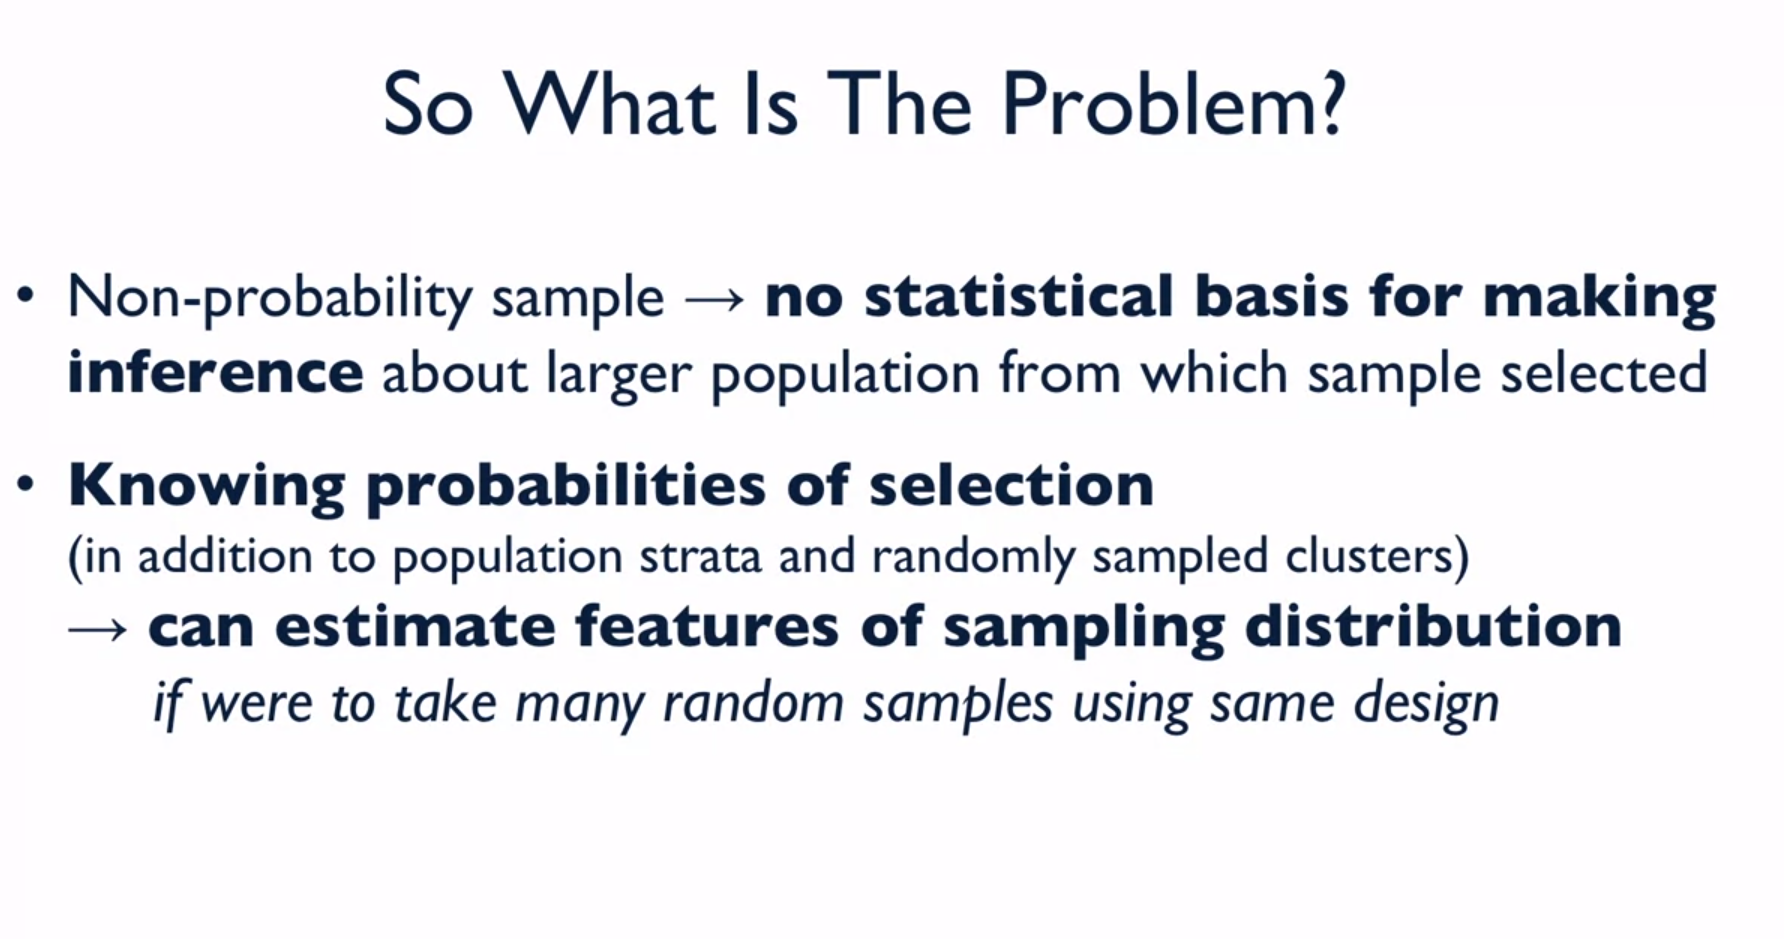 So What Is The Problem?
• Non-probability sample → no statistical basis for making
inference about larger population from which sample selected
• Knowing probabilities of selection
(in addition to population strata and randomly sampled clusters)
→ can estimate features of sampling distribution
if were to take many random samples using same design